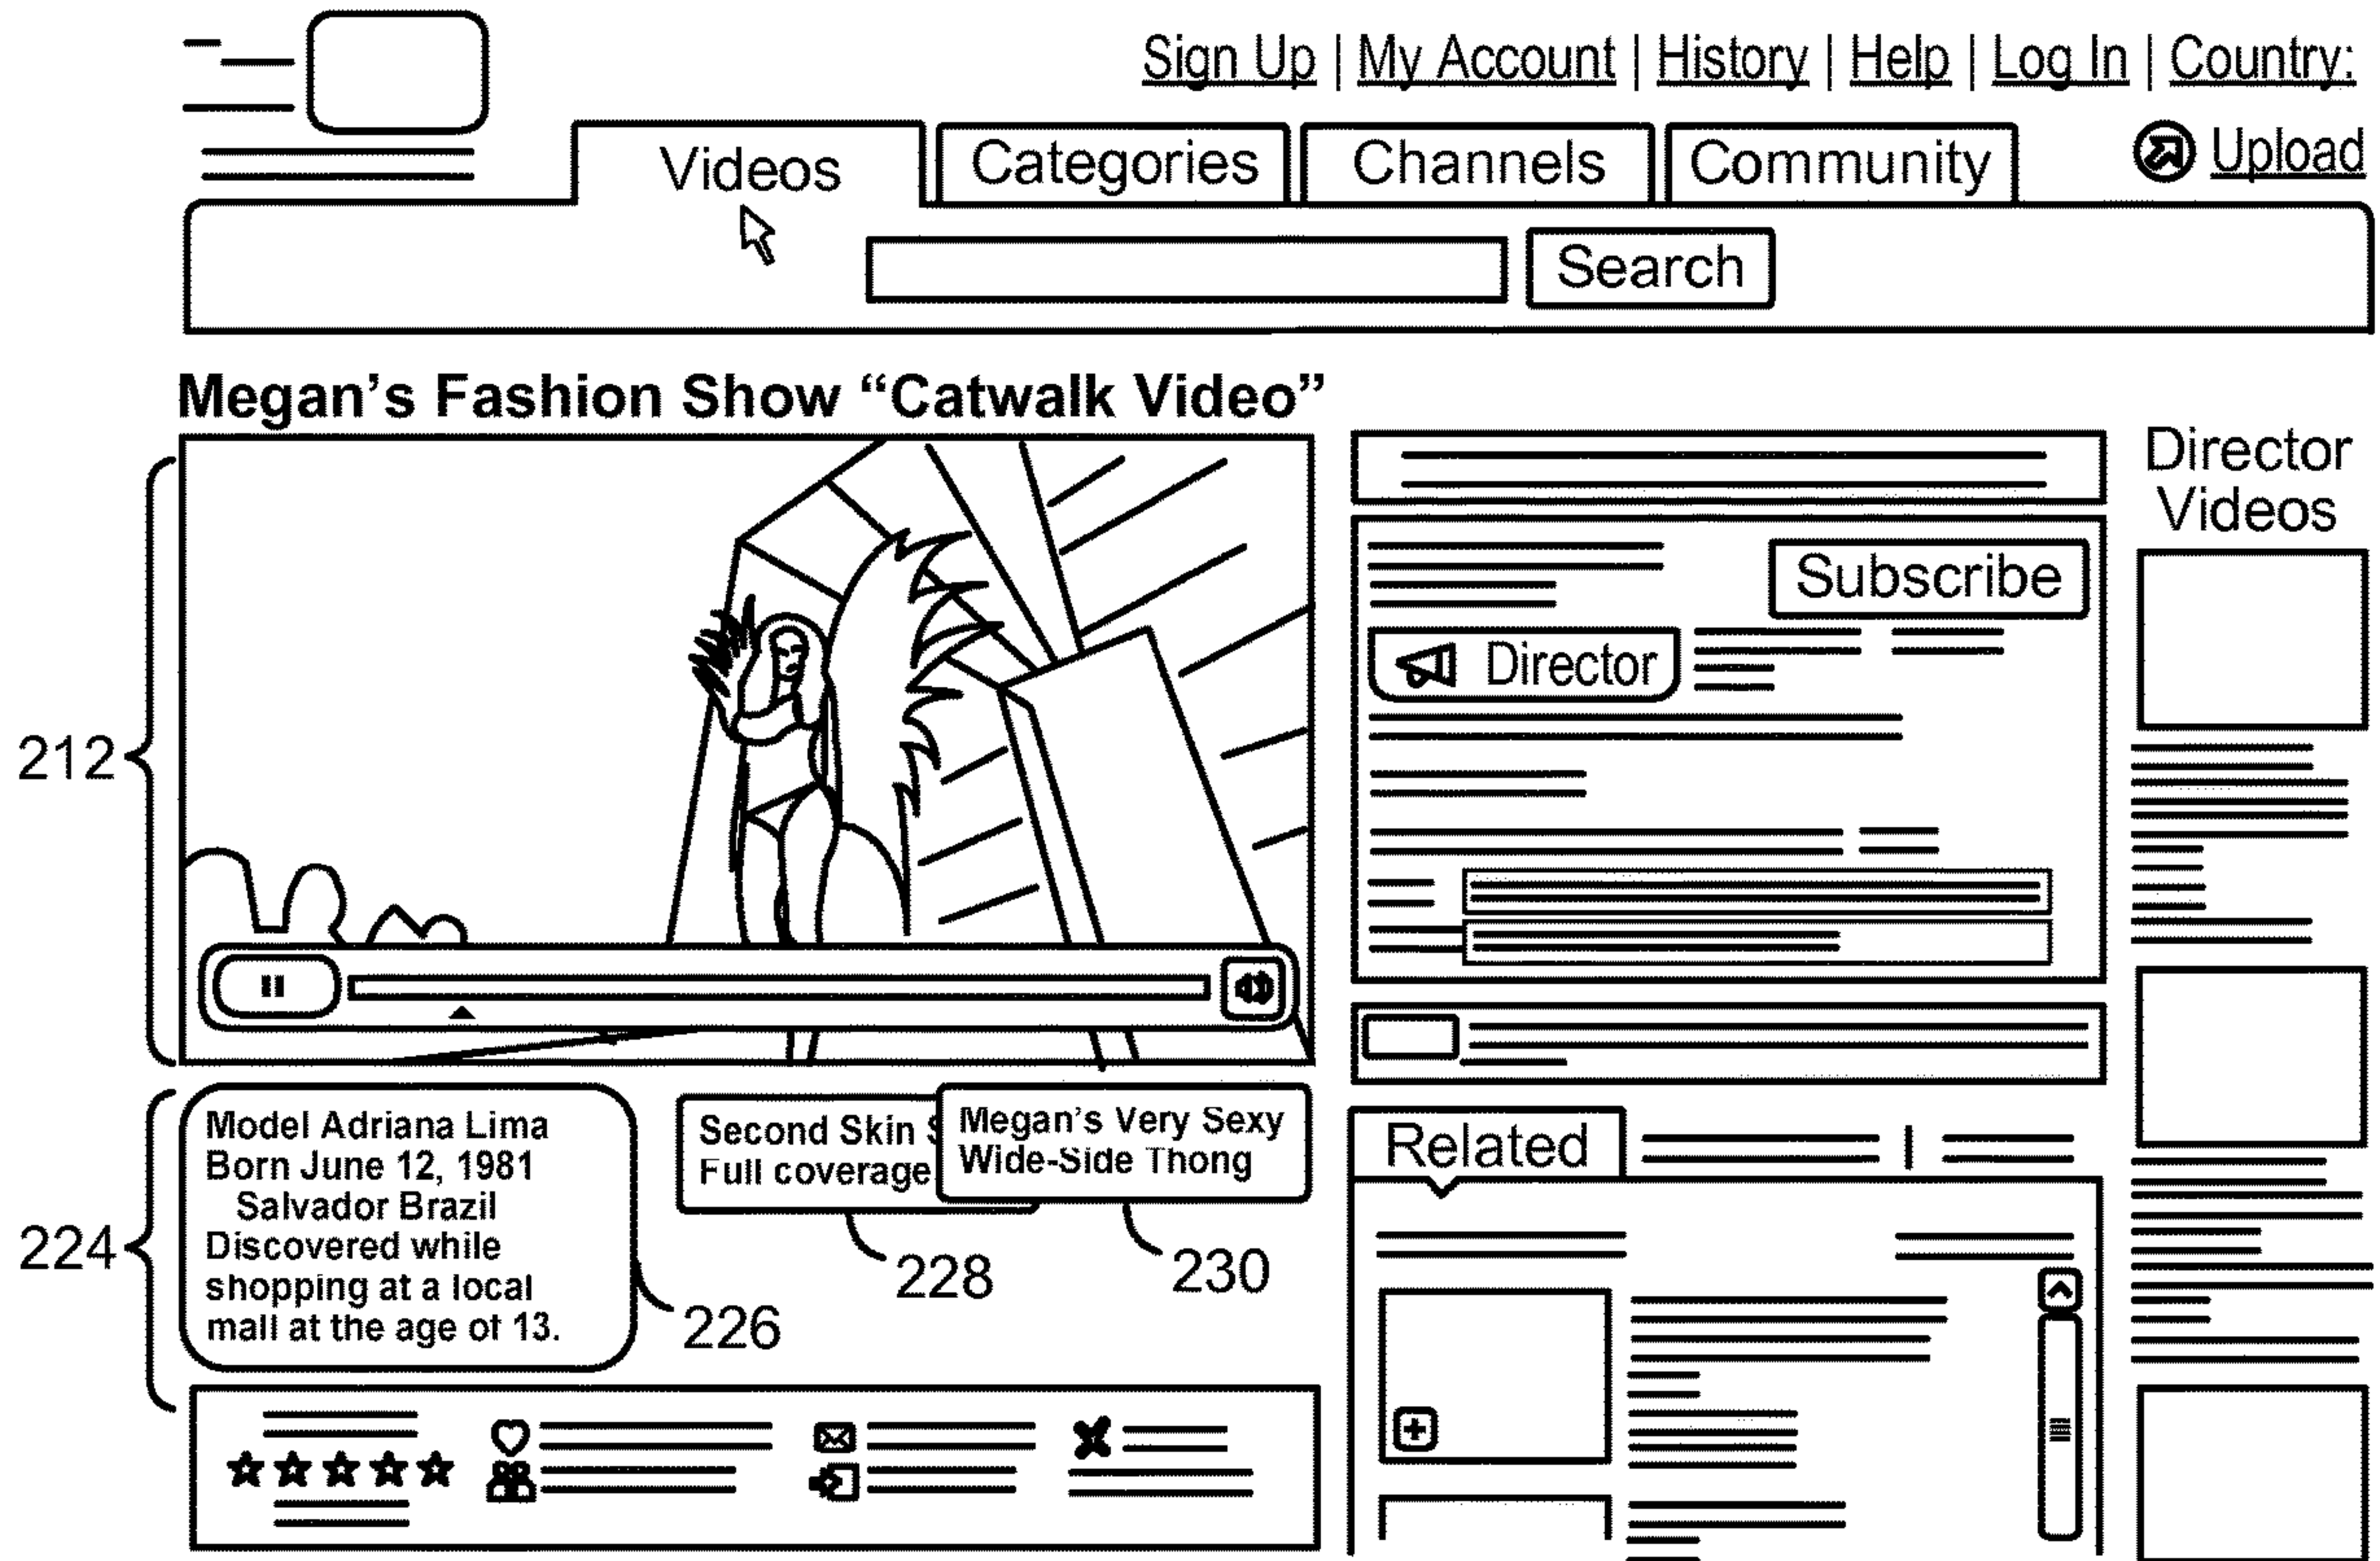 Sign Up | My Account | History | Help | Log In | Country:
Videos
Categories
Channels
Community
Upload
Search
Megan's Fashion Show “Catwalk Video”
Director
Videos
Subscribe
Director
212
Model Adriana Lima
Born June 12, 1981
Salvador Brazil
Discovered while
shopping at a local
mall at the age of 13.
Second Skin
Full coverage
Megan's Very Sexy
Wide-Side Thong
Related
224
226
228
230